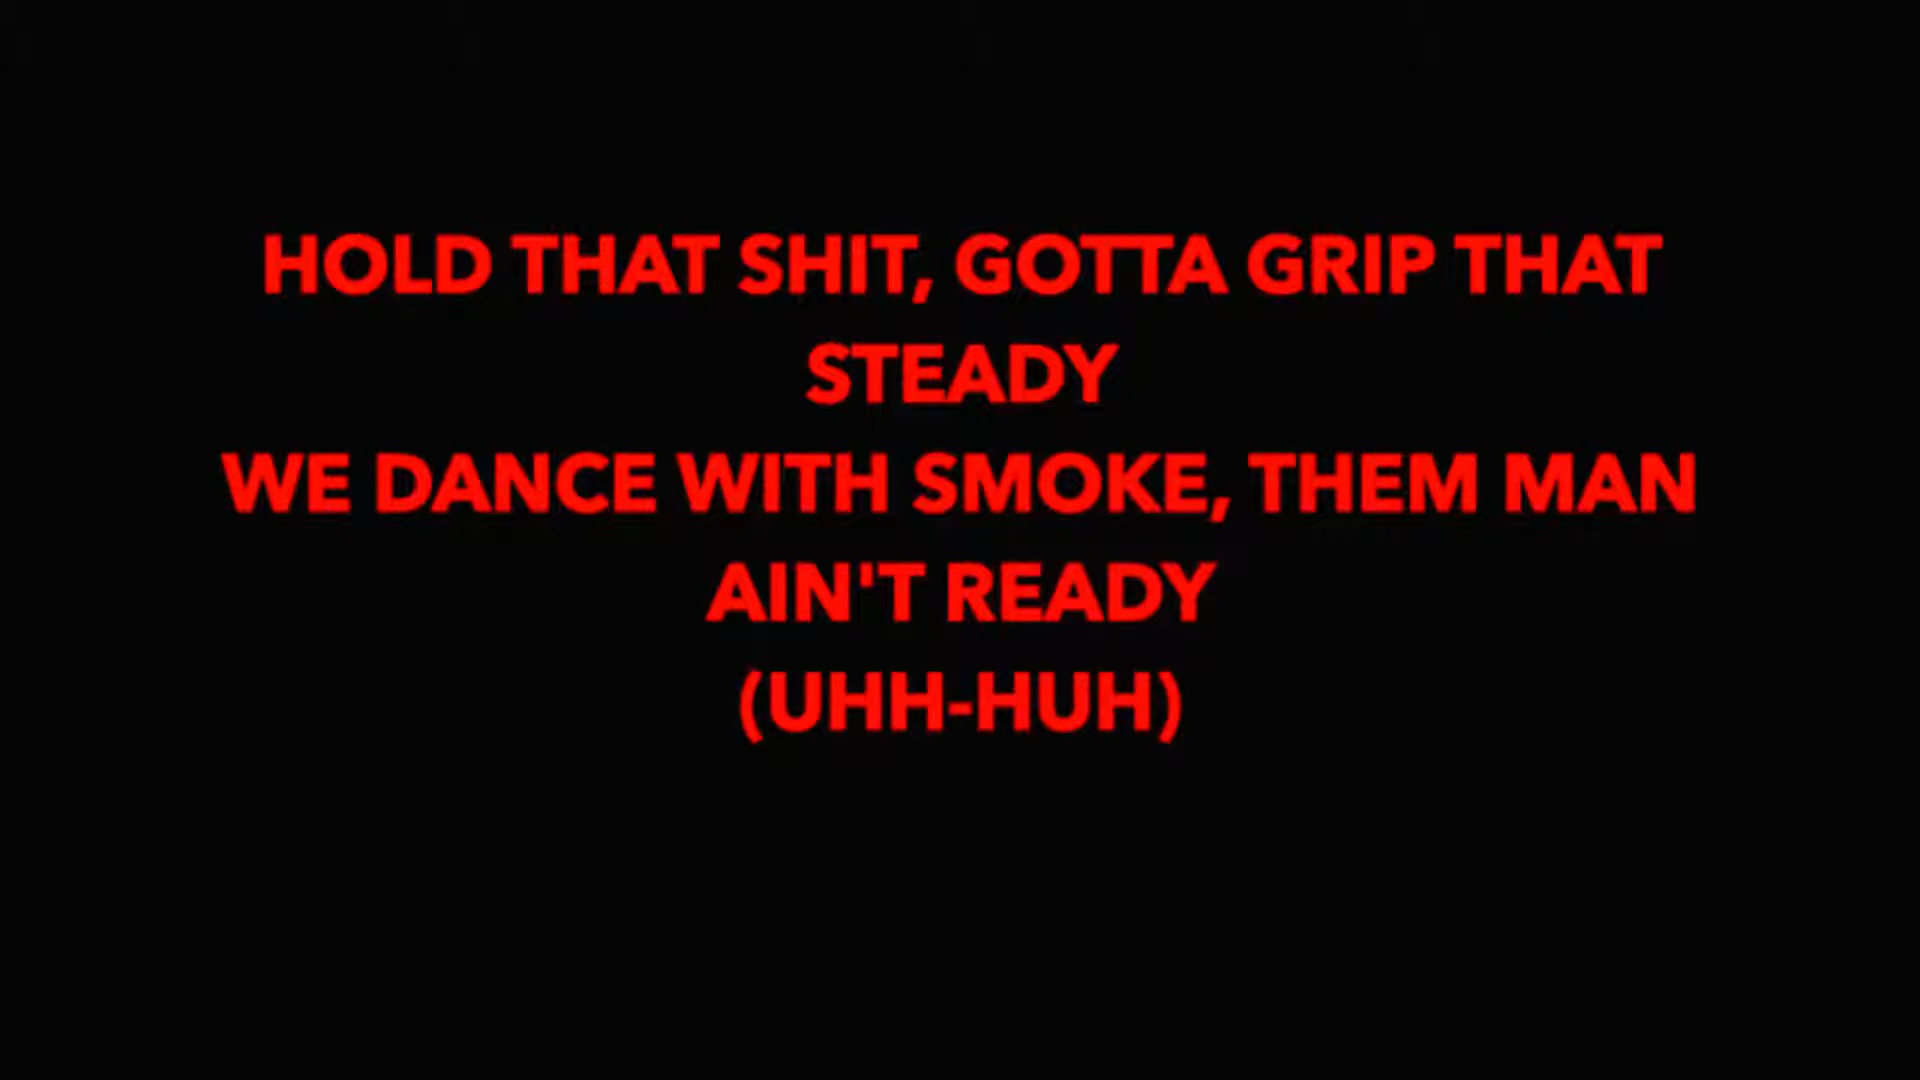 HOLD THAT SHIT, GOTTA GRIP THAT
STEADY
WE DANCE WITH SMOKE, THEM MAN
AIN'T READY
(UHH-HUH)